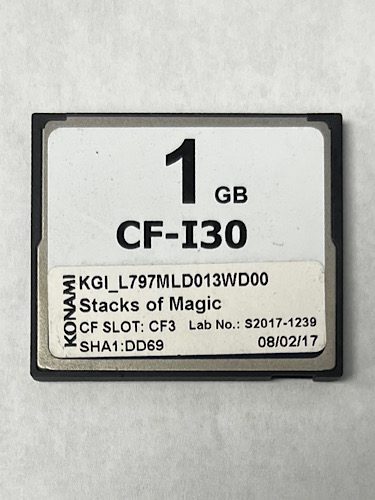 1 GB
CF-I30
KONAMI
KGI_L797MLD013WD00
Stacks of Magic
CF SLOT: CF3 Lab No.: S2017-1239
SHA1:DD69 08/02/17